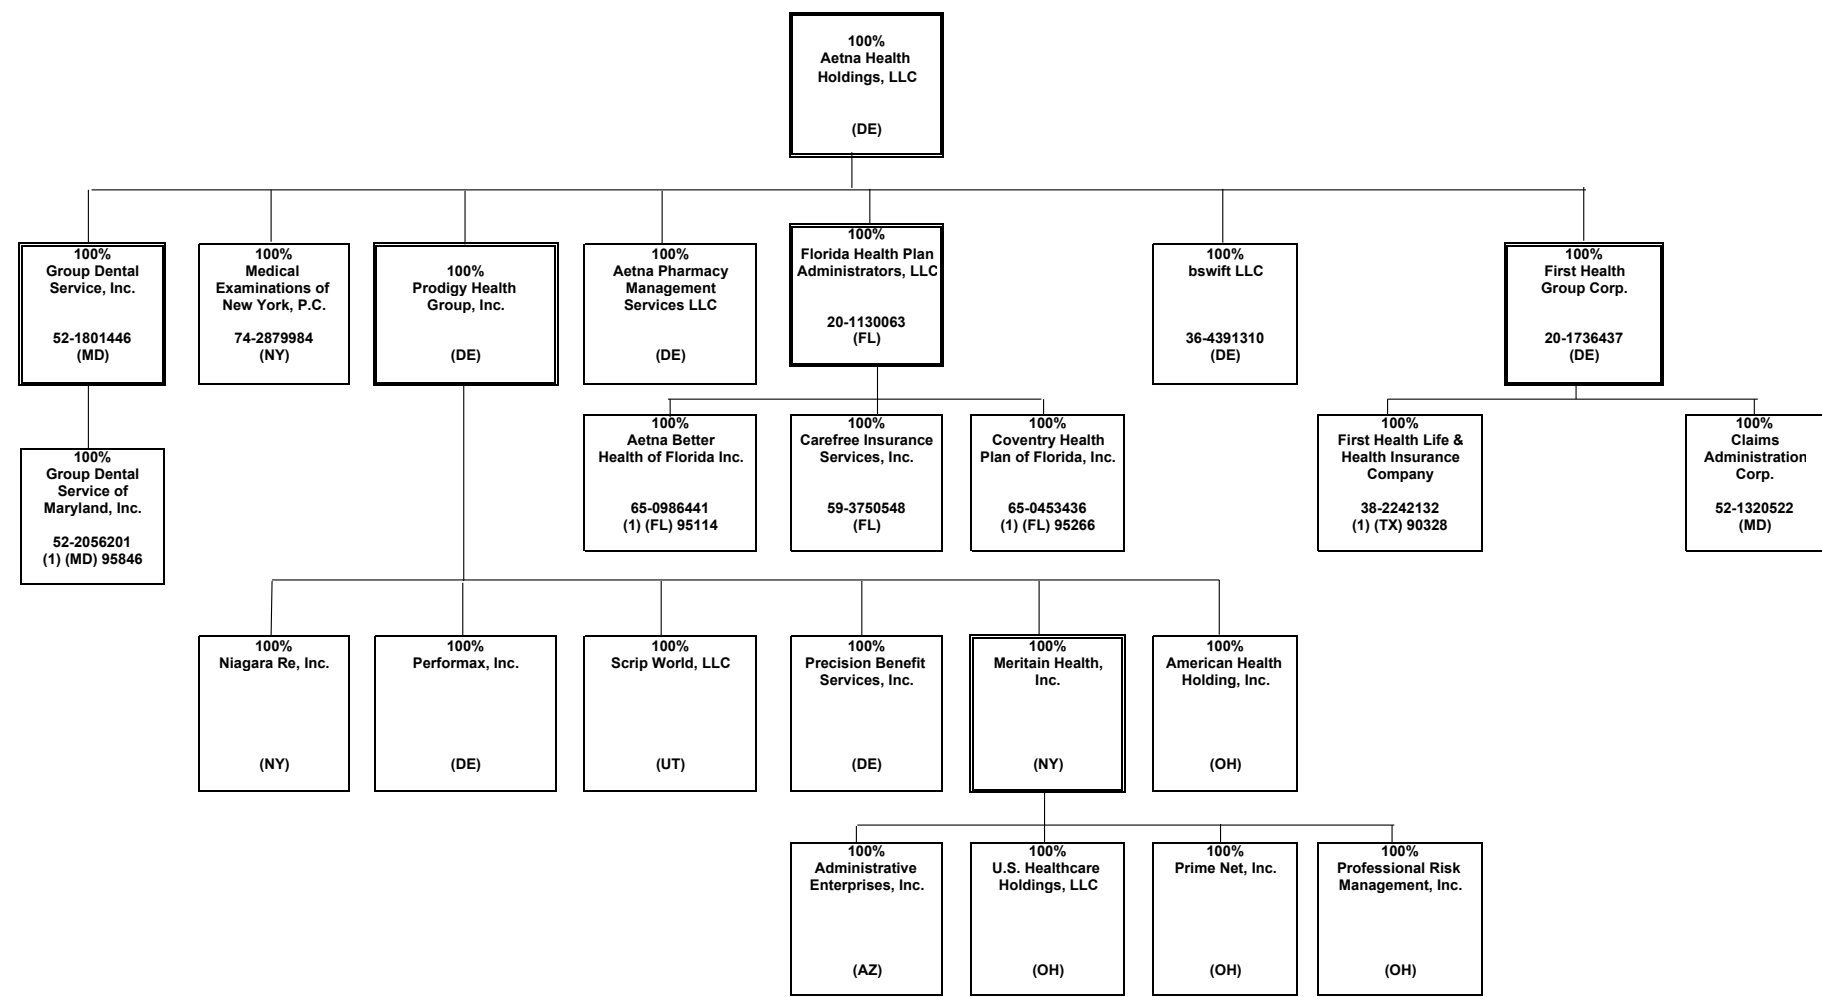 100%
Aetna Health
Holdings, LLC
(DE)
100%
Group Dental
Service, Inc.
52-1801446
(MD)
100%
Medical
Examinations of
New York, P.C.
74-2879984
(NY)
100%
Prodigy Health
Group, Inc.
(DE)
100%
Aetna Pharmacy
Management
Services LLC
(DE)
100%
Florida Health Plan
Administrators, LLC
20-1130063
(FL)
100%
bswift LLC
36-4391310
(DE)
100%
First Health
Group Corp.
20-1736437
(DE)
100%
Group Dental
Service of
Maryland, Inc.
52-2056201
(1) (MD) 95846
100%
Aetna Better
Health of Florida Inc.
65-0986441
(1) (FL) 95114
100%
Carefree Insurance
Services, Inc.
59-3750548
(FL)
100%
Coventry Health
Plan of Florida, Inc.
65-0453436
(1) (FL) 95266
100%
First Health Life &
Health Insurance
Company
38-2242132
(1) (TX) 90328
100%
Claims
Administration
Corp.
52-1320522
(MD)
100%
Niagara Re, Inc.
(NY)
100%
Performax, Inc.
(DE)
100%
Scrip World, LLC
(UT)
100%
Precision Benefit
Services, Inc.
(DE)
100%
Meritain Health,
Inc.
(NY)
100%
American Health
Holding, Inc.
(OH)
100%
Administrative
Enterprises, Inc.
(AZ)
100%
U.S. Healthcare
Holdings, LLC
(OH)
100%
Prime Net, Inc.
(OH)
100%
Professional Risk
Management, Inc.
(OH)